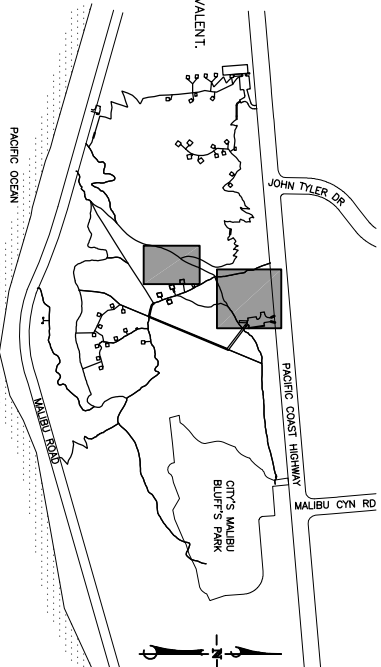 VALENT.
PACIFIC OCEAN
JOHN TYLER DR
PACIFIC COAST HIGHWAY
MALIBU CYN RD
MALIBU ROAD
CITY'S MALIBU
BLUFF'S PARK
N